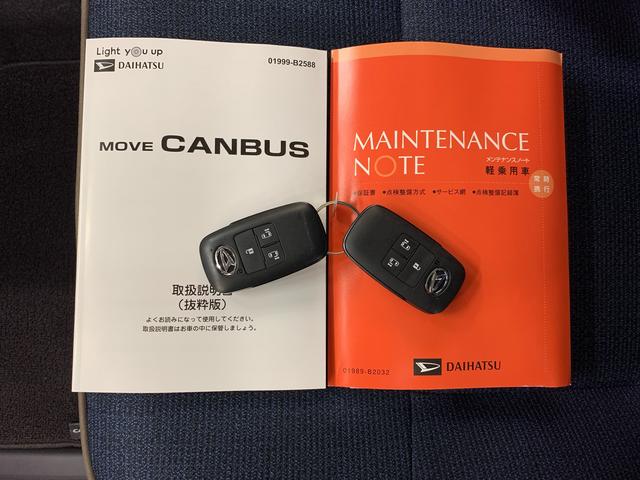 Light you up
DAIHATSU
01999-B2588
MOVE CANBUS
取扱説明書
（抜粋版）
よくお読みになって使用してください。
取扱説明書はお車の中に保管しましょう。
MAINTENANCE
NOTE
メンテナンスノート
軽乗用車
常時
携行
●保証書 ●点検整備方式 ●サービス網 ●点検整備記録簿
01989-B2032
DAIHATSU